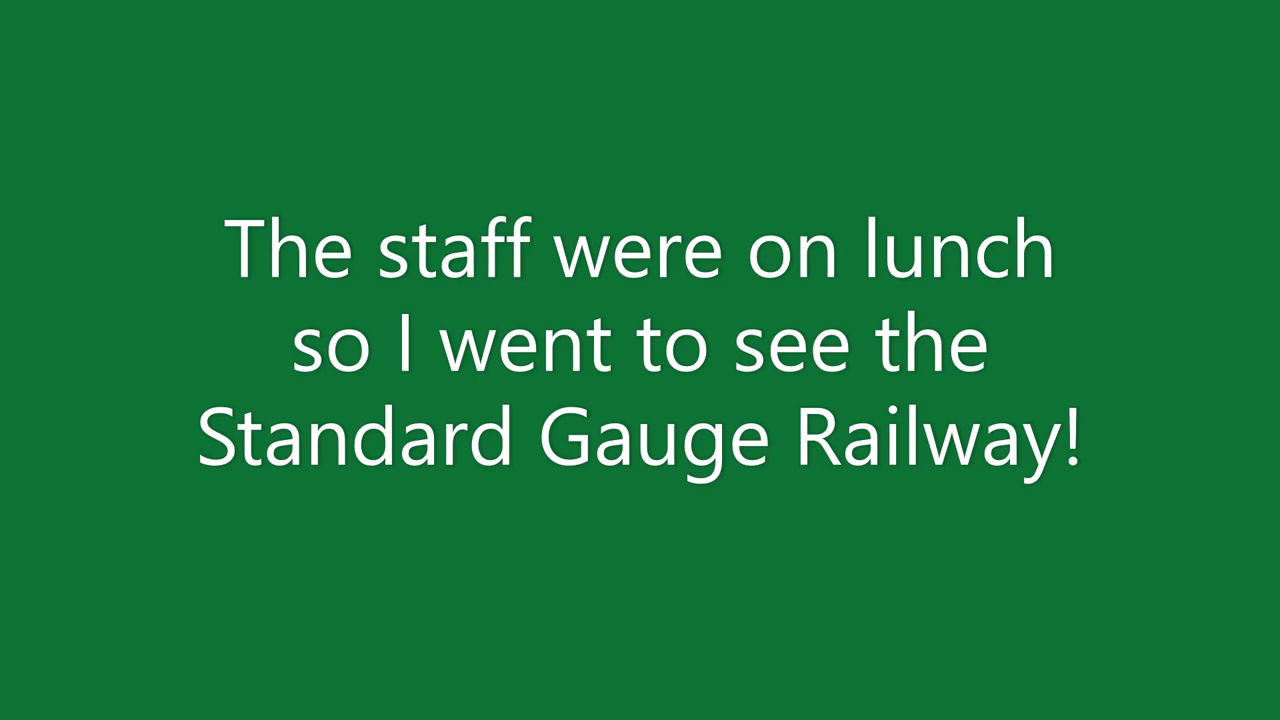 The staff were on lunch
so I went to see the
Standard Gauge Railway!